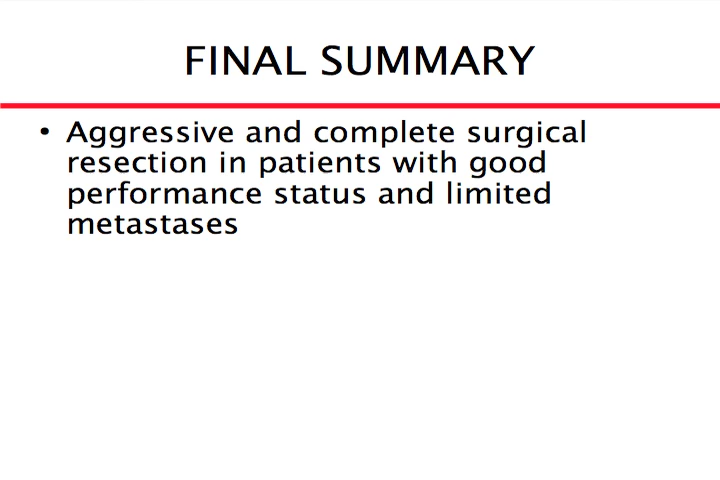 FINAL SUMMARY
• Aggressive and complete surgical
resection in patients with good
performance status and limited
metastases